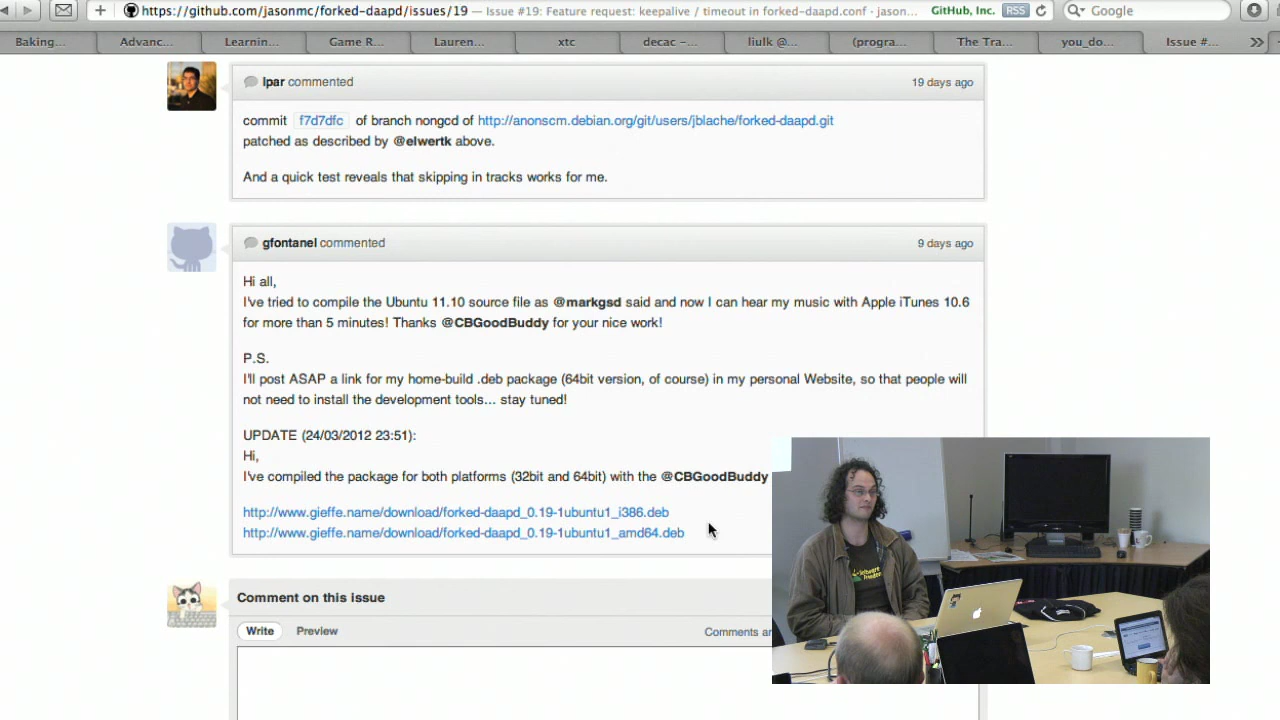 https://github.com/jasonmc/forked-daapd/issues/19 — Issue #19: Feature request: keepalive / timeout in forked-daapd.conf – jason... GitHub, Inc. RSS Google
Baking... Advanc... Learnin... Game R... Lauren... xtc decac –... liulk @... (progra... The Tra... you_do... Issue #...
lpar commented 19 days ago
commit f7d7dfc of branch nongcd of http://anonscm.debian.org/git/users/jblache/forked-daapd.git
patched as described by @elwertk above.
And a quick test reveals that skipping in tracks works for me.
gfontanel commented 9 days ago
Hi all,
I've tried to compile the Ubuntu 11.10 source file as @markgsd said and now I can hear my music with Apple iTunes 10.6
for more than 5 minutes! Thanks @CBGoodBuddy for your nice work!
P.S.
I'll post ASAP a link for my home-build .deb package (64bit version, of course) in my personal Website, so that people will
not need to install the development tools... stay tuned!
UPDATE (24/03/2012 23:51):
Hi,
I've compiled the package for both platforms (32bit and 64bit) with the @CBGoodBuddy
http://www.gieffe.name/download/forked-daapd_0.19-1ubuntu1_i386.deb
http://www.gieffe.name/download/forked-daapd_0.19-1ubuntu1_amd64.deb
Comment on this issue
Write Preview Comments ar
software
freedom